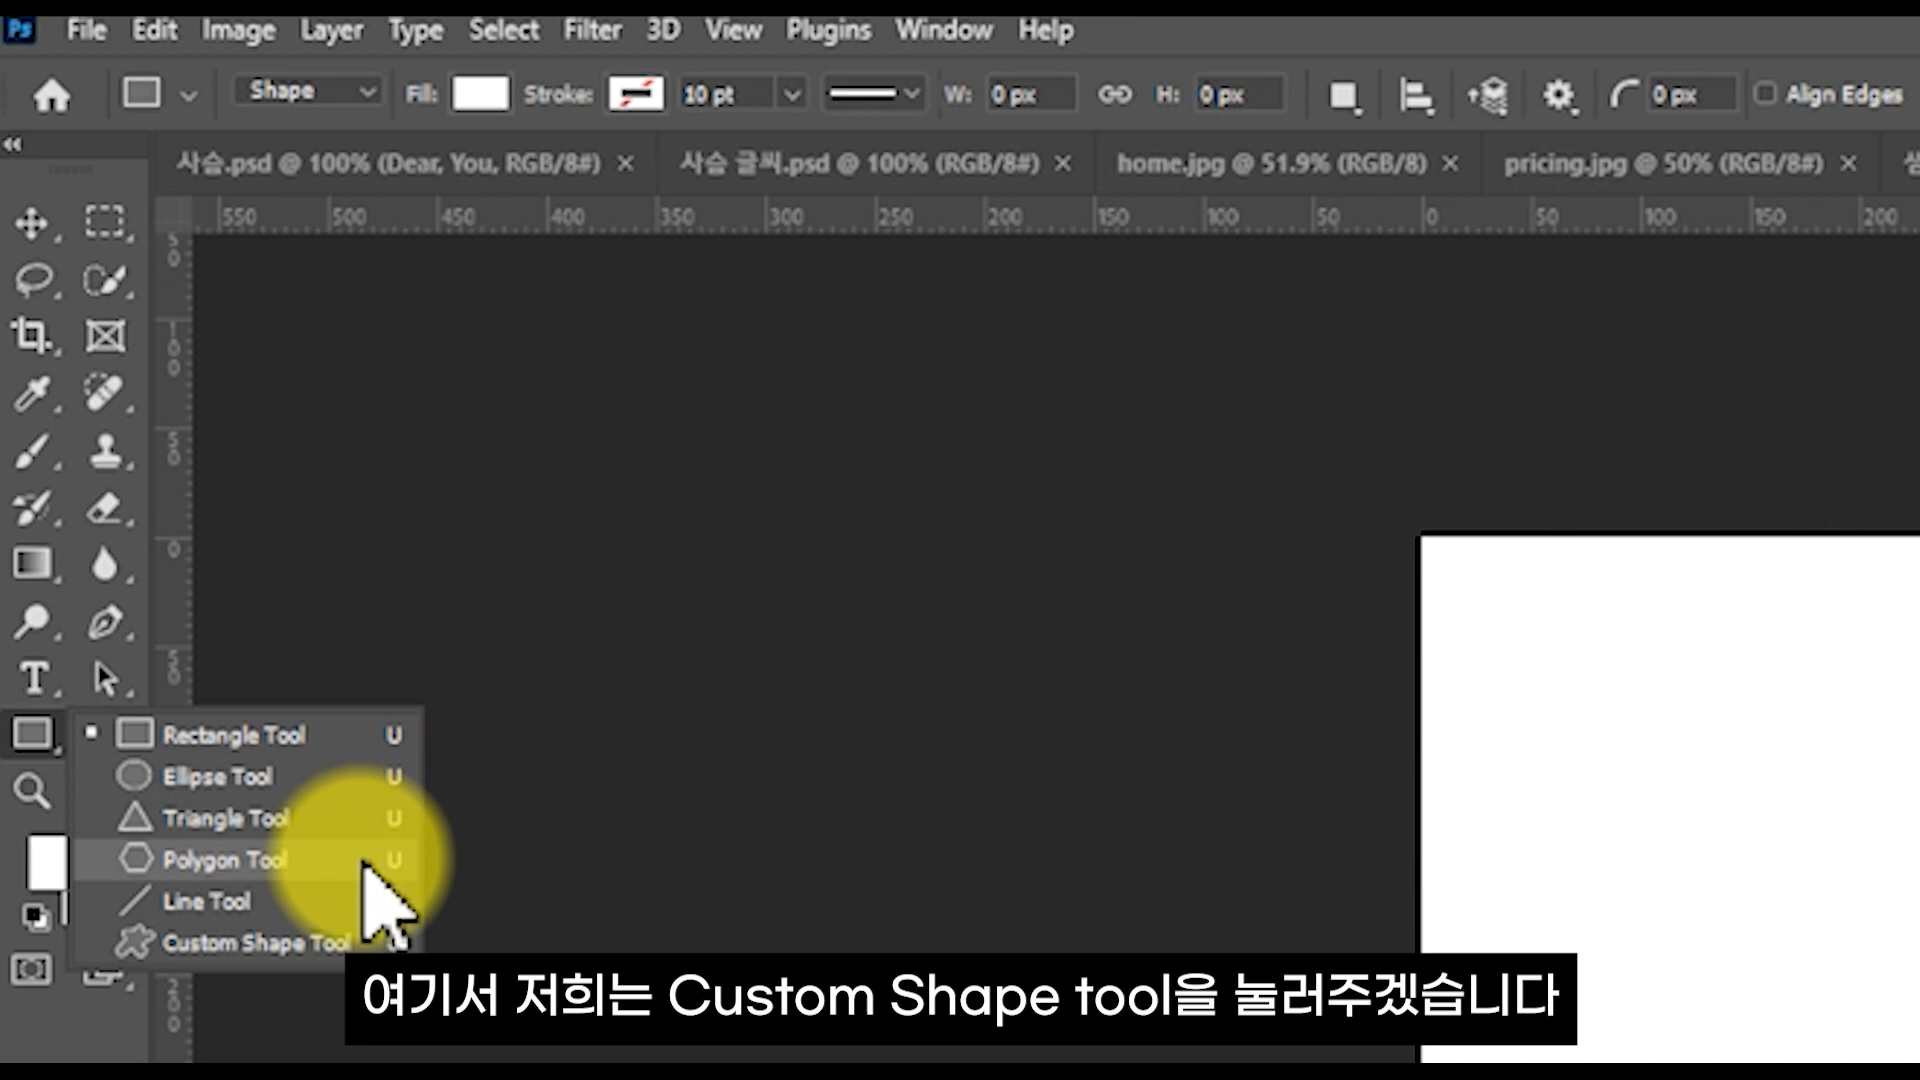 Ps File Edit Image Layer Type Select Filter 3D View Plugins Window Help
Shape Fill: Stroke: 10 pt W: 0 px H: 0 px 0 px Align Edges
사슴.psd @ 100% (Dear, You, RGB/8#) × 사슴 글씨.psd @ 100% (RGB/8#) × home.jpg @ 51.9% (RGB/8) × pricing.jpg @ 50% (RGB/8#) ×
550 500 450 400 350 300 250 200 150 100 50 0 50 100 150 200
50
100
50
0
50
Rectangle Tool U
Ellipse Tool U
Triangle Tool U
Polygon Tool U
Line Tool
Custom Shape Tool
여기서 저희는 Custom Shape tool을 눌러주겠습니다